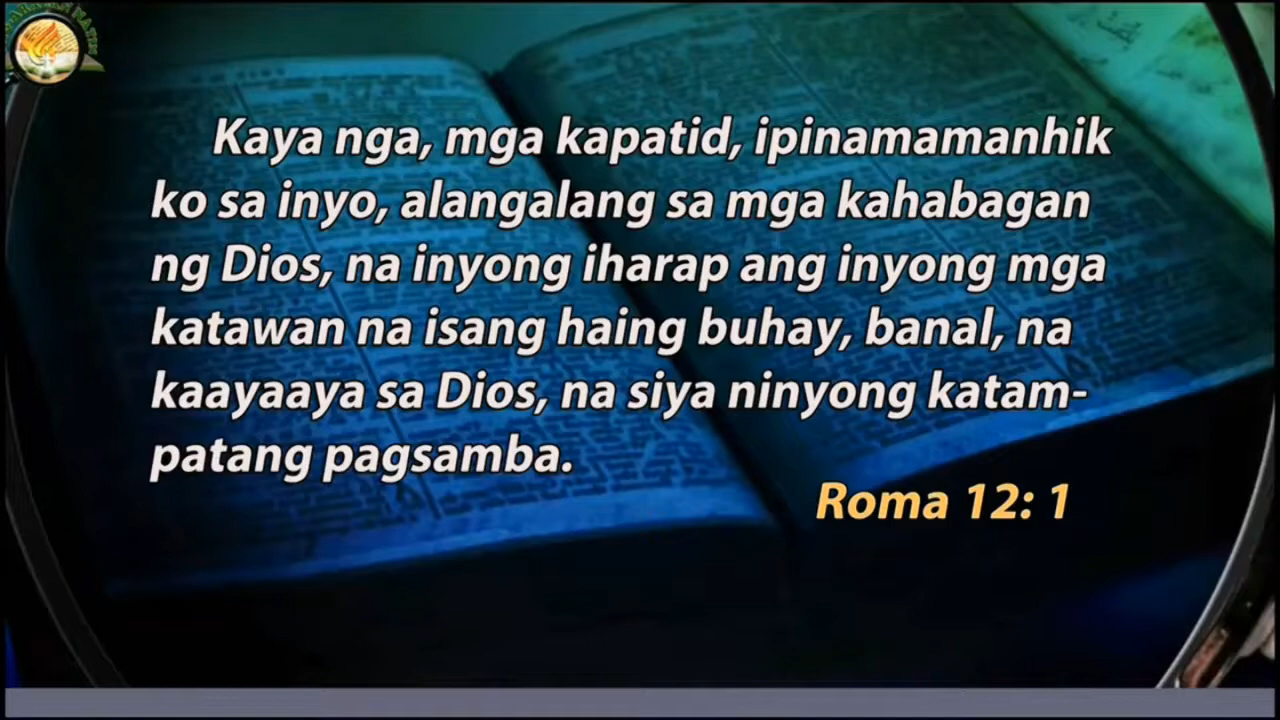 Kaya nga, mga kapatid, ipinamamanhik
ko sa inyo, alangalang sa mga kahabagan
ng Dios, na inyong iharap ang inyong mga
katawan na isang haing buhay, banal, na
kaayaaya sa Dios, na siya ninyong katam-
patang pagsamba.
Roma 12: 1